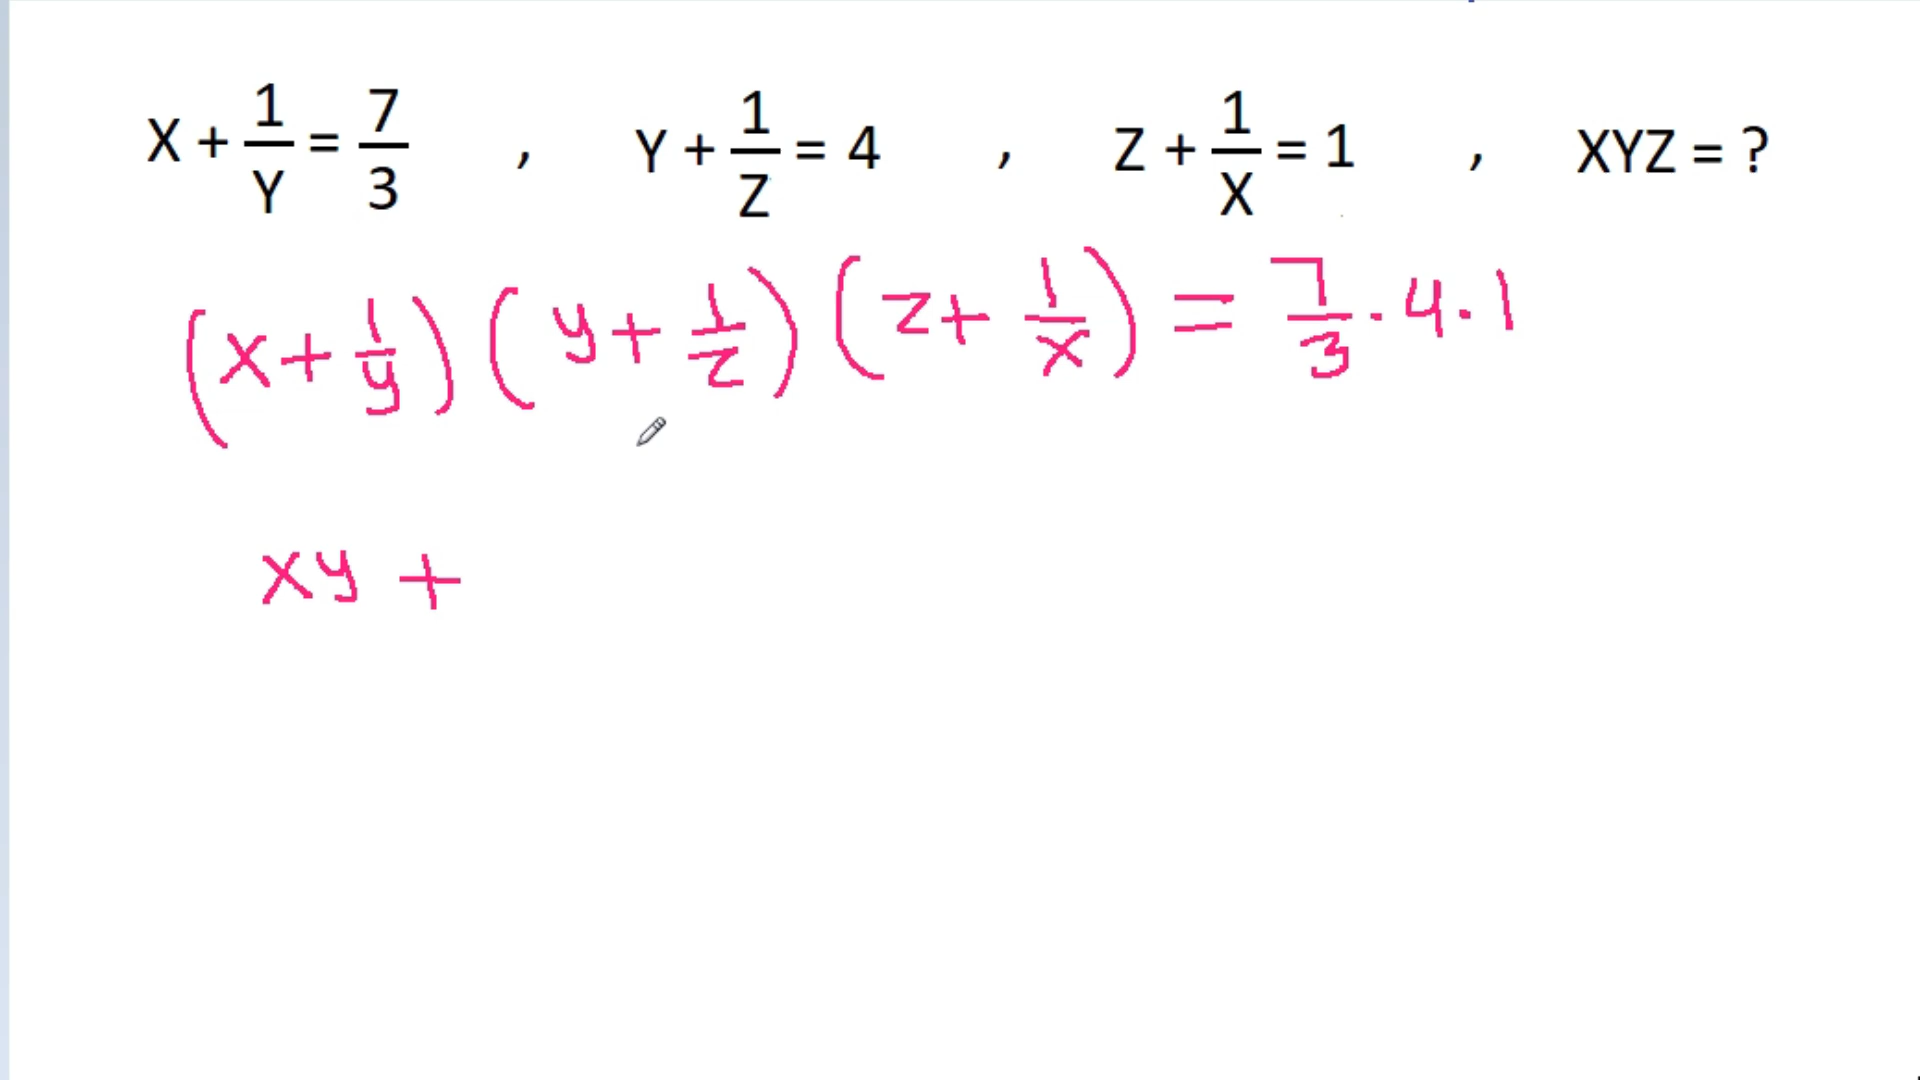 X + 1/Y = 7/3 , Y + 1/Z = 4 , Z + 1/X = 1 , XYZ = ?
(x + 1/y) (y + 1/z) (z + 1/x) = 7/3 . 4 . 1
xy +